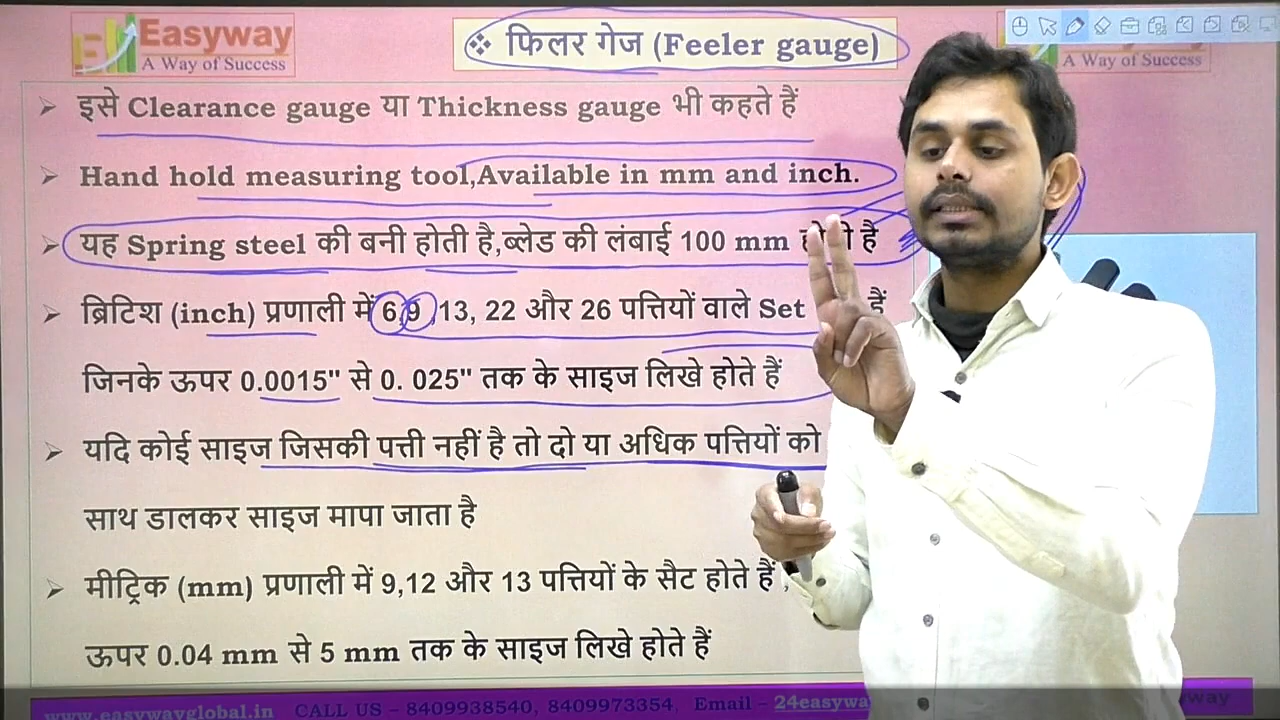 Easyway
A Way of Success
❖ फिलर गेज (Feeler gauge)
A Way of Success
➢ इसे Clearance gauge या Thickness gauge भी कहते हैं
➢ Hand hold measuring tool,Available in mm and inch.
➢ यह Spring steel की बनी होती है,ब्लेड की लंबाई 100 mm है
➢ ब्रिटिश (inch) प्रणाली में 6,9,13, 22 और 26 पत्तियों वाले Set हैं
जिनके ऊपर 0.0015" से 0. 025" तक के साइज लिखे होते हैं
➢ यदि कोई साइज जिसकी पत्ती नहीं है तो दो या अधिक पत्तियों को
साथ डालकर साइज मापा जाता है
➢ मीट्रिक (mm) प्रणाली में 9,12 और 13 पत्तियों के सैट होते हैं ,
ऊपर 0.04 mm से 5 mm तक के साइज लिखे होते हैं
www.easywayglobal.in CALL US – 8409938540, 8409973354, Email – 24easywa